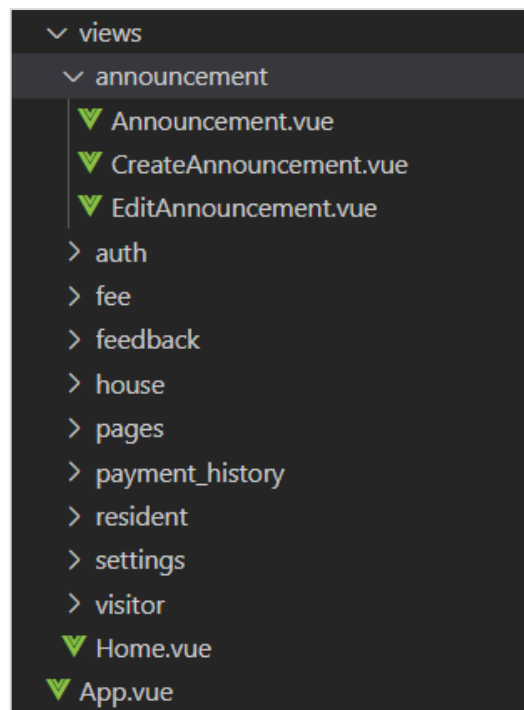 views
announcement
Announcement.vue
CreateAnnouncement.vue
EditAnnouncement.vue
auth
fee
feedback
house
pages
payment_history
resident
settings
visitor
Home.vue
App.vue